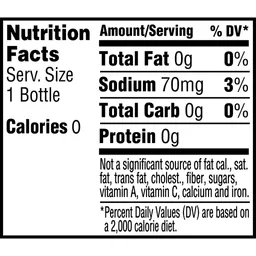 Nutrition Facts
Serv. Size
1 Bottle
Calories 0
Amount/Serving % DV*
Total Fat 0g 0%
Sodium 70mg 3%
Total Carb 0g 0%
Protein 0g
Not a significant source of fat cal., sat.
fat, trans fat, cholest., fiber, sugars,
vitamin A, vitamin C, calcium and iron.
*Percent Daily Values (DV) are based on
a 2,000 calorie diet.